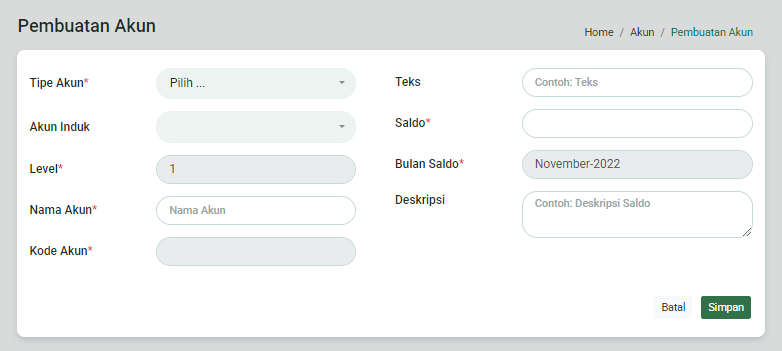 Pembuatan Akun
Home / Akun / Pembuatan Akun
Tipe Akun*
Pilih ...
Akun Induk
Level*
1
Nama Akun*
Nama Akun
Kode Akun*
Teks
Contoh: Teks
Saldo*
Bulan Saldo*
November-2022
Deskripsi
Contoh: Deskripsi Saldo
Batal
Simpan